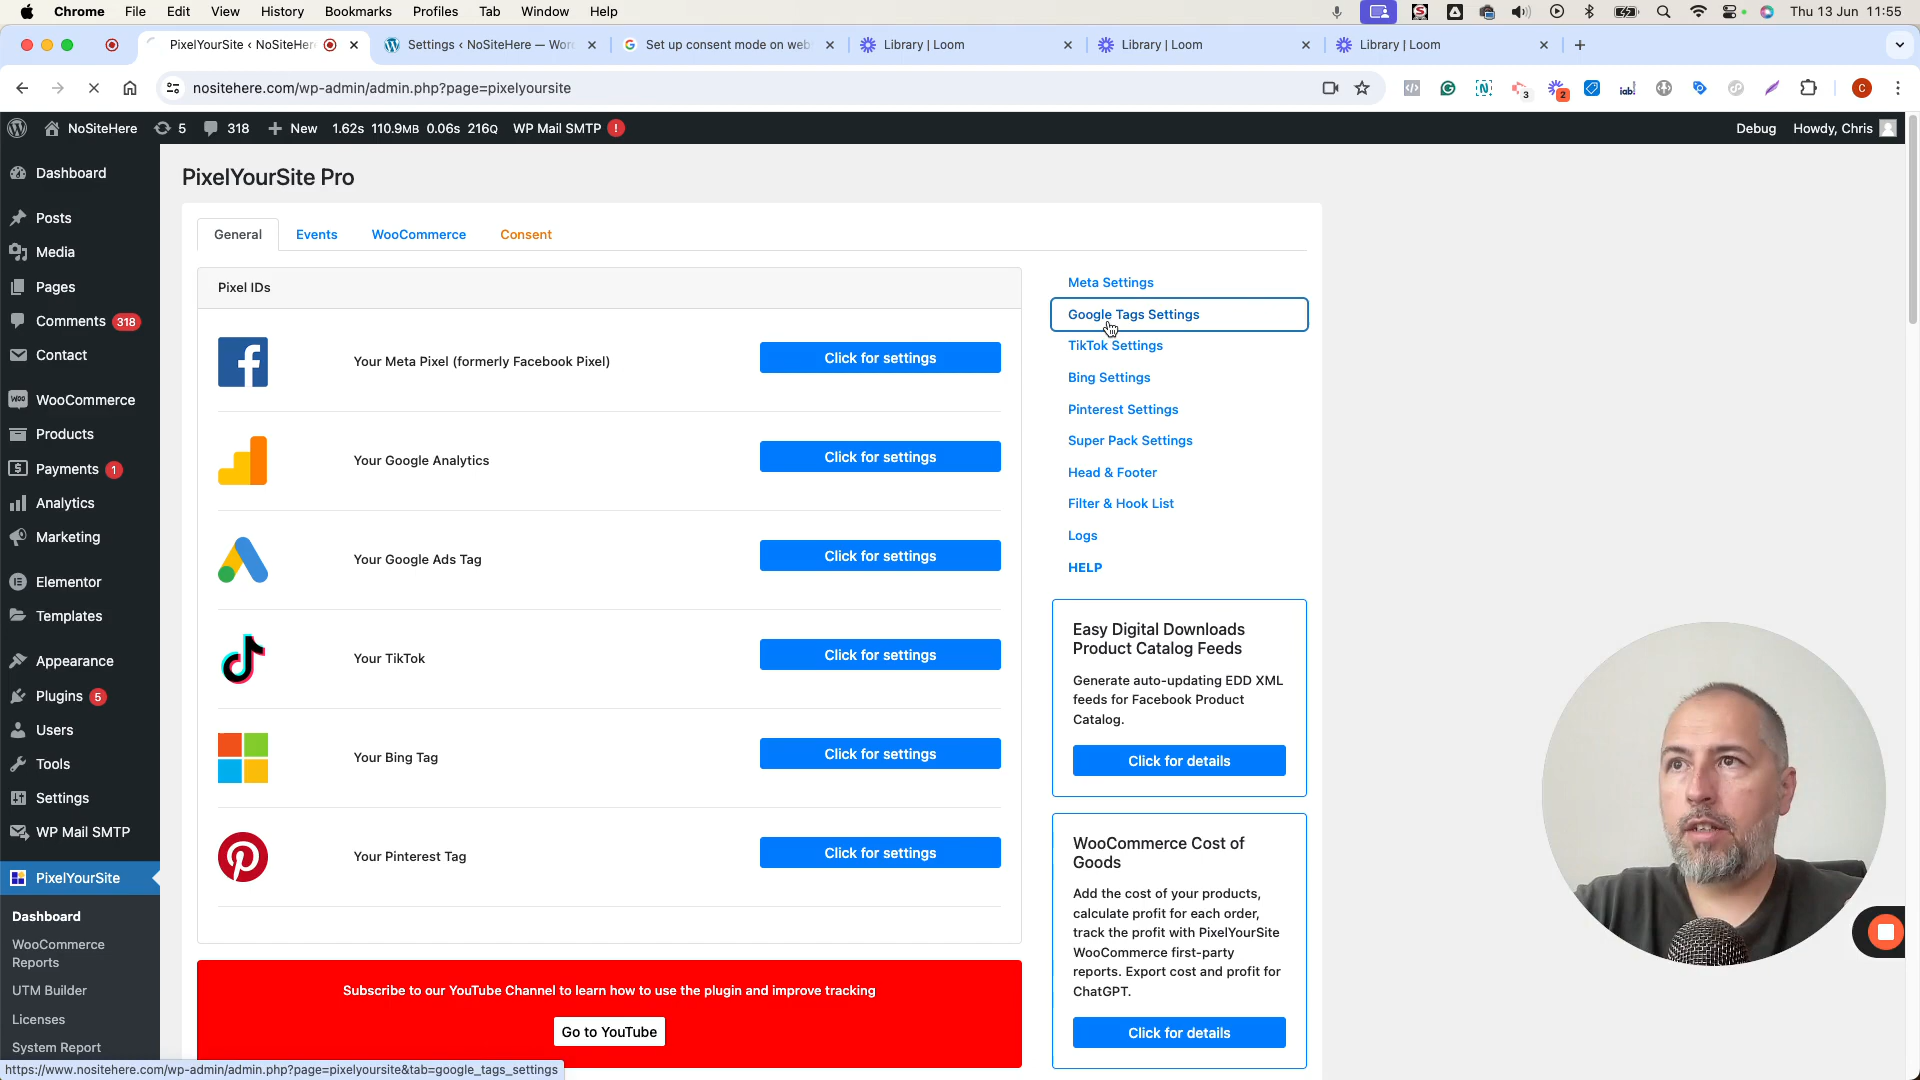 Chrome File Edit View History Bookmarks Profiles Tab Window Help Thu 13 Jun 11:55
PixelYourSite ‹ NoSiteHere Settings ‹ NoSiteHere — Wor Set up consent mode on web Library | Loom Library | Loom Library | Loom
nositehere.com/wp-admin/admin.php?page=pixelyoursite
iab! 3 2 C
NoSiteHere 5 318 New 1.62s 110.9MB 0.06s 216Q WP Mail SMTP ! Debug Howdy, Chris
Dashboard
Posts
Media
Pages
Comments 318
Contact
WooCommerce
Products
Payments 1
Analytics
Marketing
Elementor
Templates
Appearance
Plugins 5
Users
Tools
Settings
WP Mail SMTP
PixelYourSite
Dashboard
WooCommerce
Reports
UTM Builder
Licenses
System Report
PixelYourSite Pro
General Events WooCommerce Consent
Pixel IDs
Your Meta Pixel (formerly Facebook Pixel) Click for settings
Your Google Analytics Click for settings
Your Google Ads Tag Click for settings
Your TikTok Click for settings
Your Bing Tag Click for settings
Your Pinterest Tag Click for settings
Subscribe to our YouTube Channel to learn how to use the plugin and improve tracking
Go to YouTube
Meta Settings
Google Tags Settings
TikTok Settings
Bing Settings
Pinterest Settings
Super Pack Settings
Head & Footer
Filter & Hook List
Logs
HELP
Easy Digital Downloads
Product Catalog Feeds
Generate auto-updating EDD XML
feeds for Facebook Product
Catalog.
Click for details
WooCommerce Cost of
Goods
Add the cost of your products,
calculate profit for each order,
track the profit with PixelYourSite
WooCommerce first-party
reports. Export cost and profit for
ChatGPT.
Click for details
https://www.nositehere.com/wp-admin/admin.php?page=pixelyoursite&tab=google_tags_settings